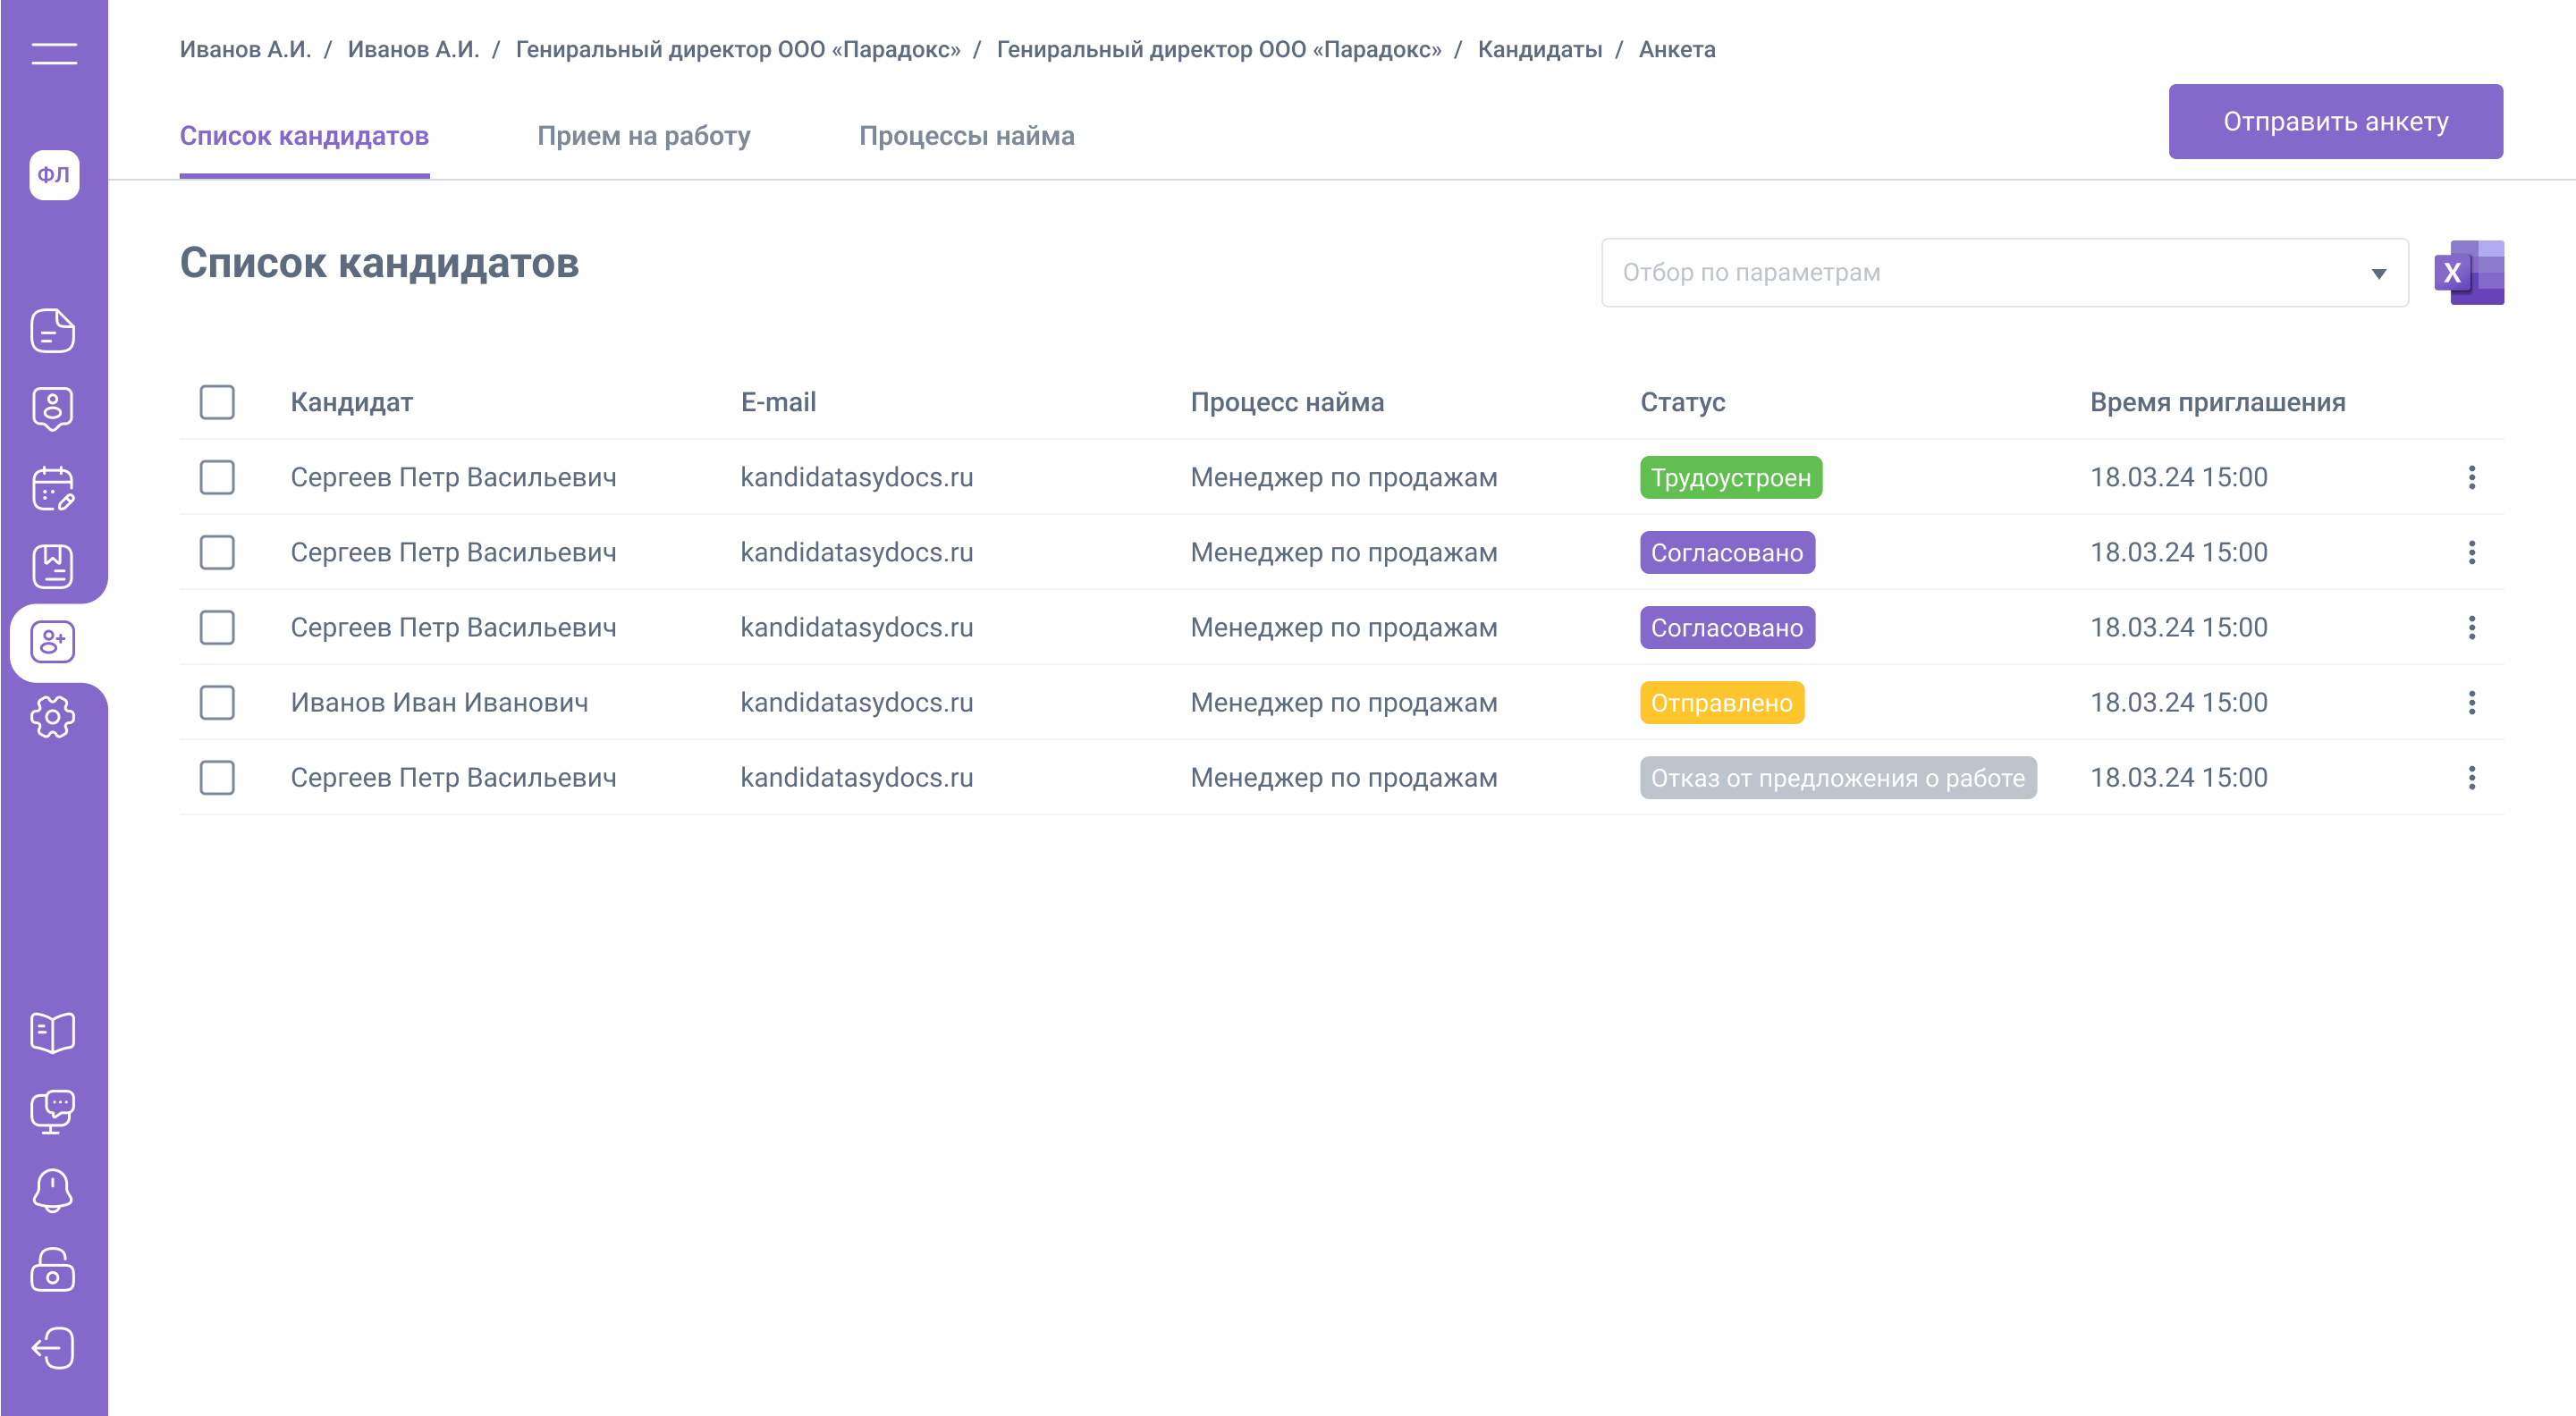 Иванов А.И. / Иванов А.И. / Гениральный директор ООО «Парадокс» / Гениральный директор ООО «Парадокс» / Кандидаты / Анкета
Список кандидатов Прием на работу Процессы найма Отправить анкету
ФЛ
Список кандидатов Отбор по параметрам X
Кандидат E-mail Процесс найма Статус Время приглашения
Сергеев Петр Васильевич kandidatasydocs.ru Менеджер по продажам Трудоустроен 18.03.24 15:00
Сергеев Петр Васильевич kandidatasydocs.ru Менеджер по продажам Согласовано 18.03.24 15:00
Сергеев Петр Васильевич kandidatasydocs.ru Менеджер по продажам Согласовано 18.03.24 15:00
Иванов Иван Иванович kandidatasydocs.ru Менеджер по продажам Отправлено 18.03.24 15:00
Сергеев Петр Васильевич kandidatasydocs.ru Менеджер по продажам Отказ от предложения о работе 18.03.24 15:00